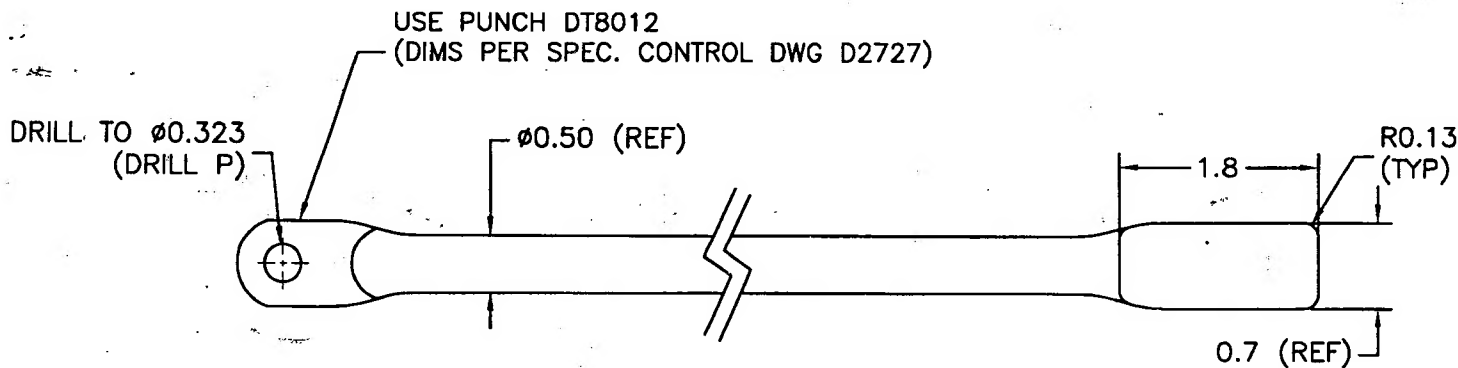 USE PUNCH DT8012
(DIMS PER SPEC. CONTROL DWG D2727)
DRILL TO ø0.323
(DRILL P)
ø0.50 (REF)
1.8
R0.13
(TYP)
0.7 (REF)